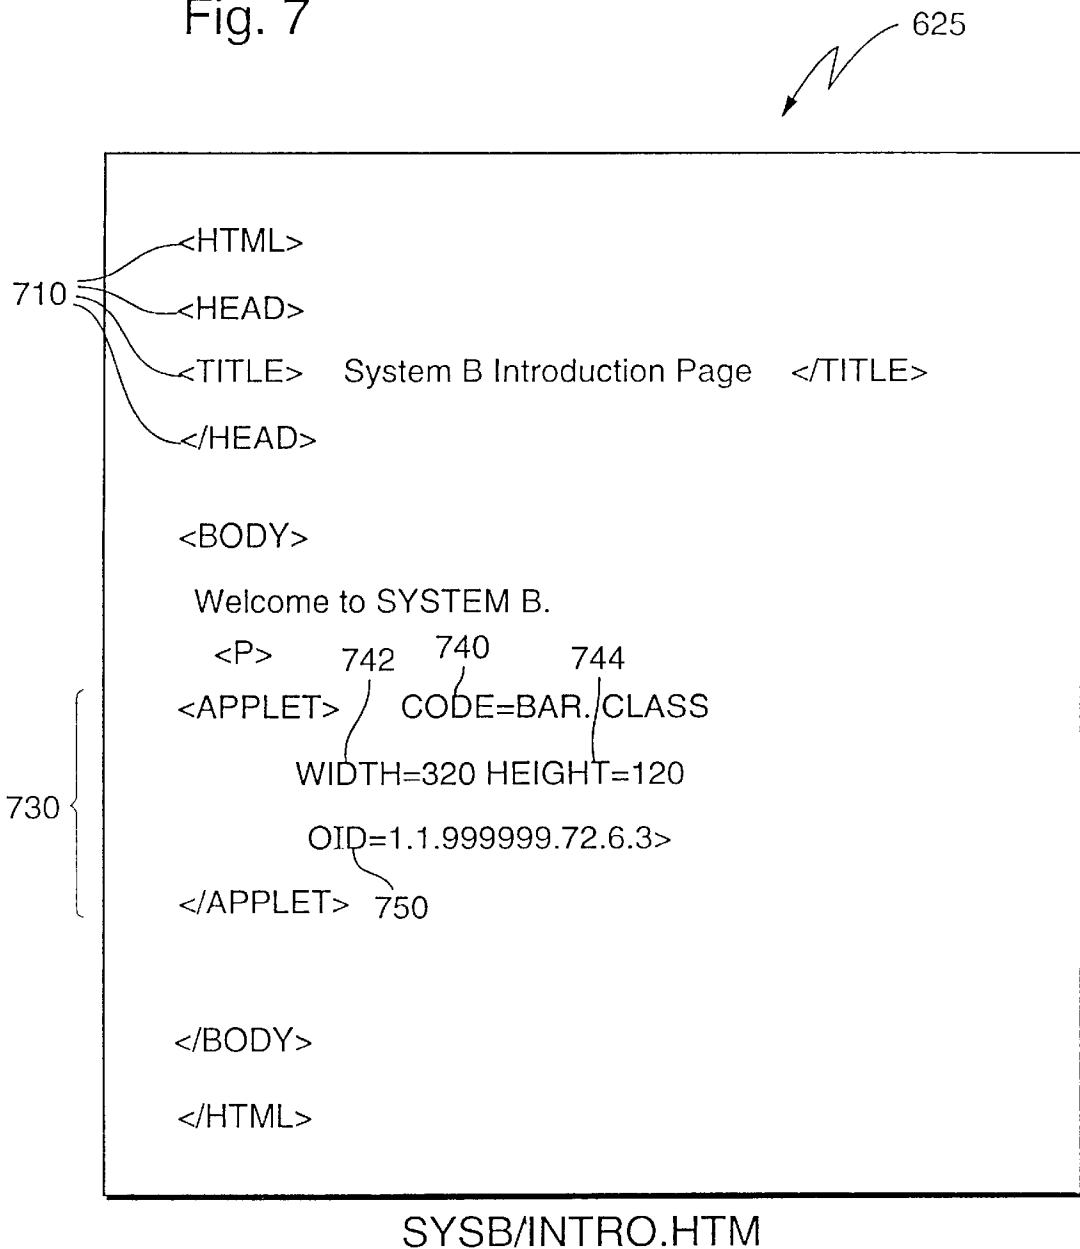 Fig. 7
625
<HTML>
710
<HEAD>
<TITLE> System B Introduction Page </TITLE>
</HEAD>
<BODY>
Welcome to SYSTEM B.
<P> 742 740 744
<APPLET> CODE=BAR. CLASS
WIDTH=320 HEIGHT=120
730
OID=1.1.999999.72.6.3>
</APPLET> 750
</BODY>
</HTML>
SYSB/INTRO.HTM